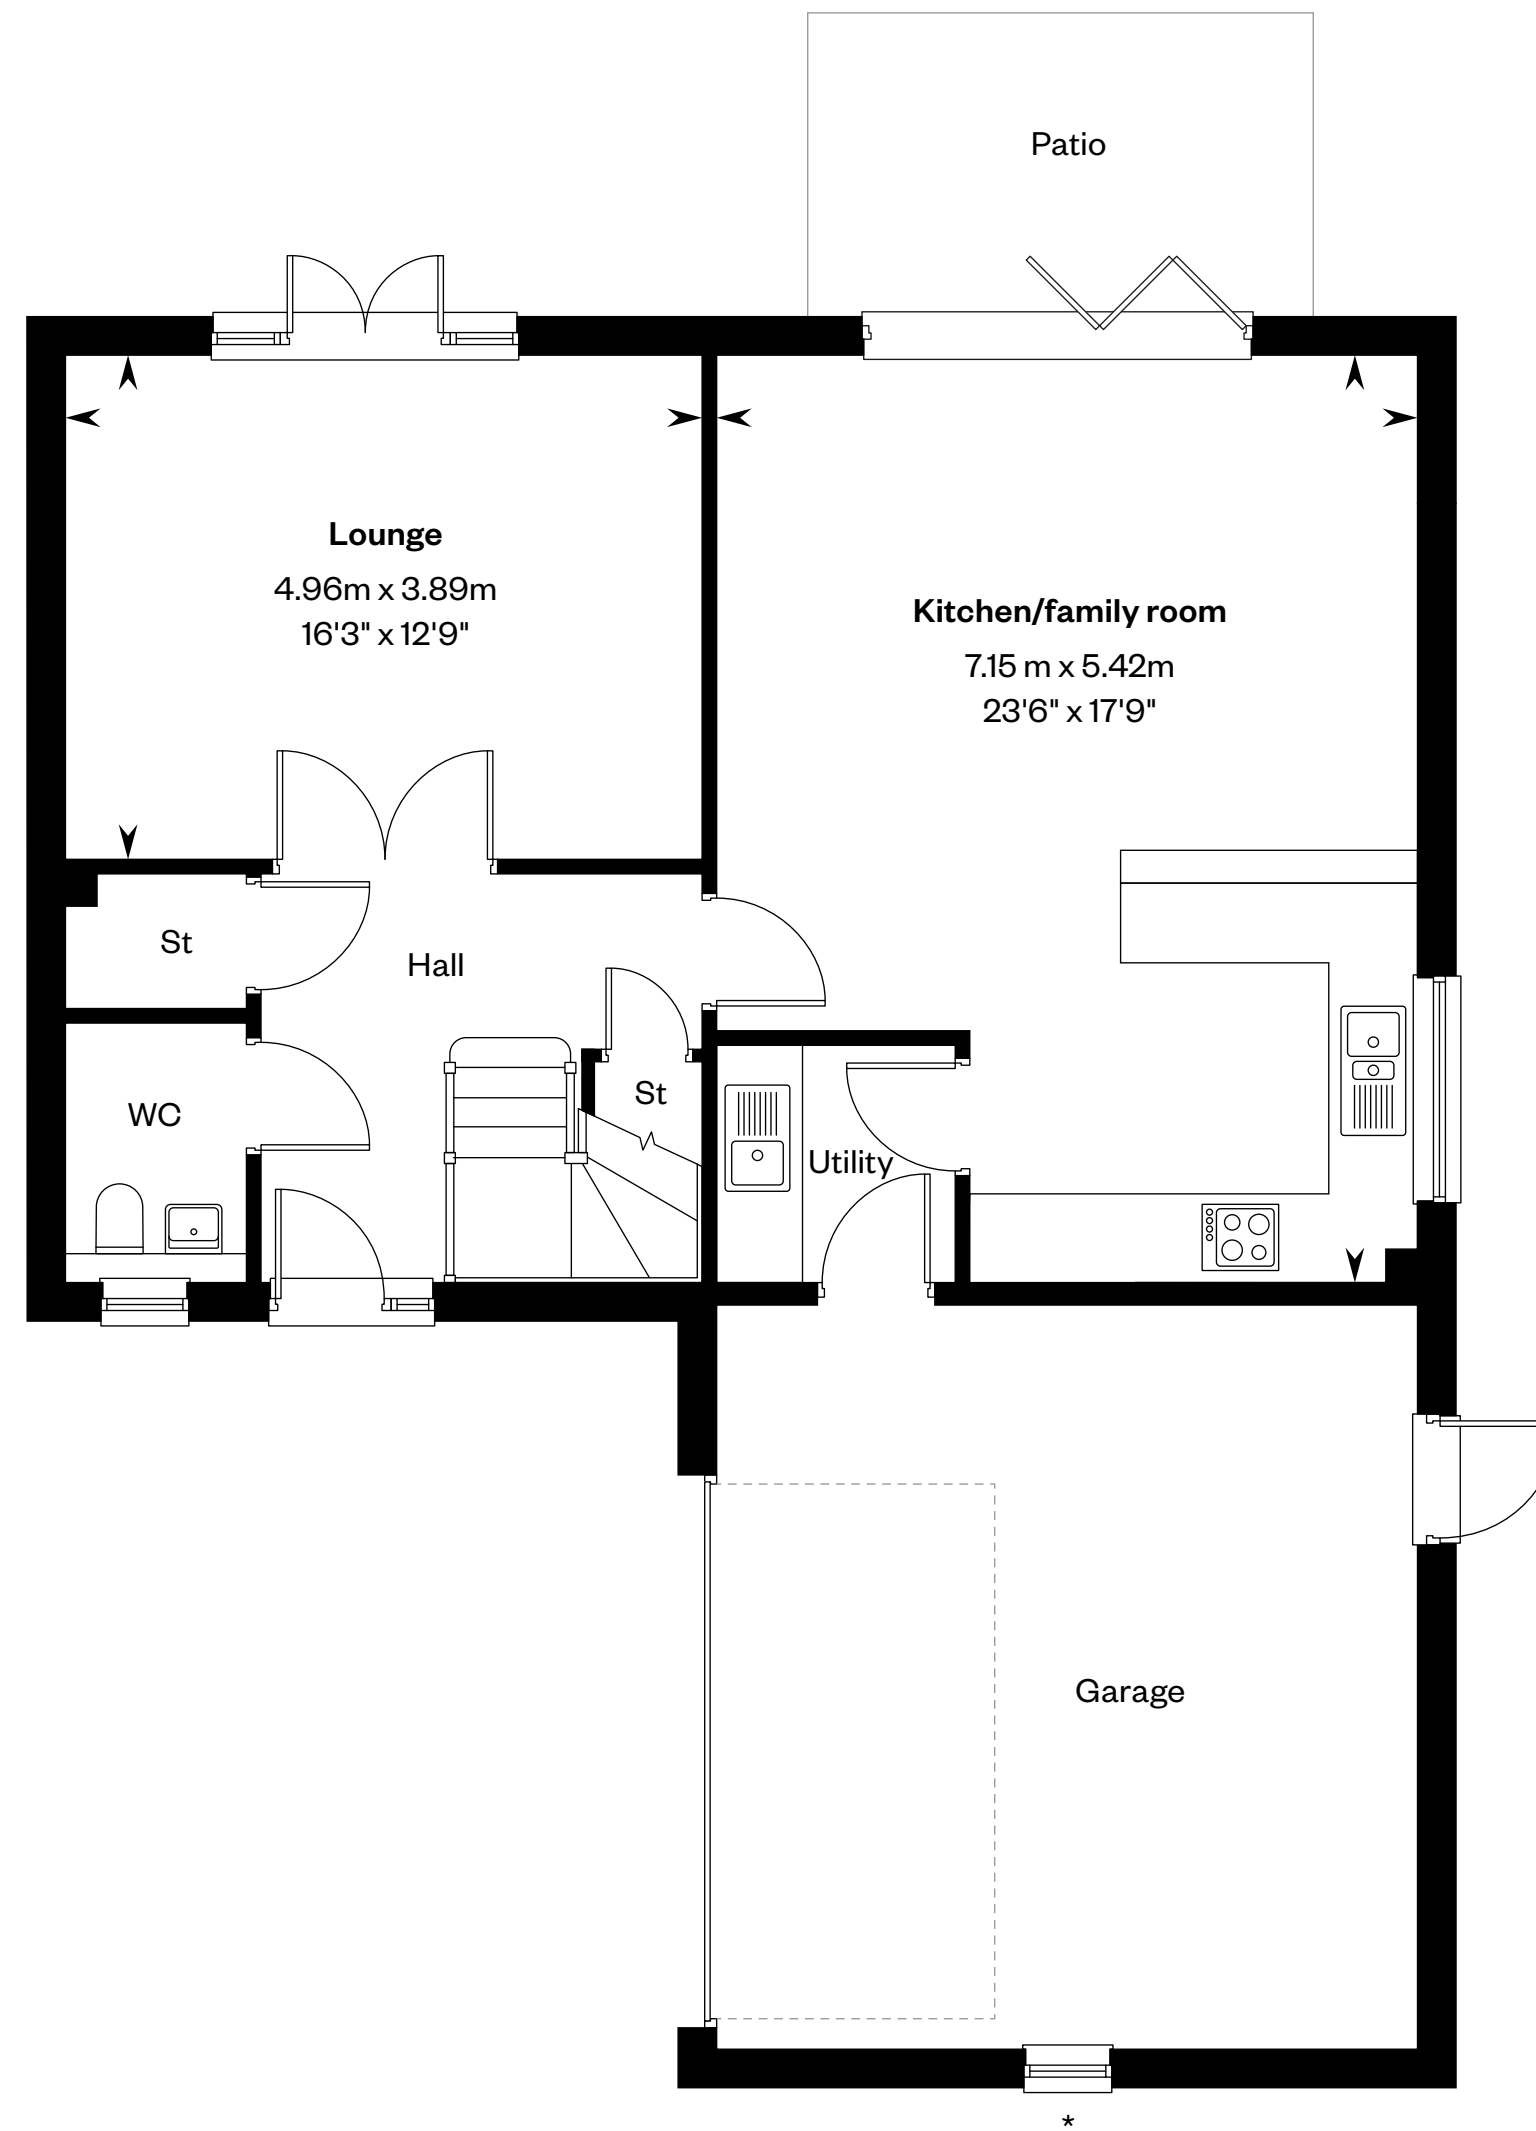 Patio
Lounge
4.96m x 3.89m
16'3" x 12'9"
Kitchen/family room
7.15 m x 5.42m
23'6" x 17'9"
St
Hall
St
WC
Utility
Garage
*